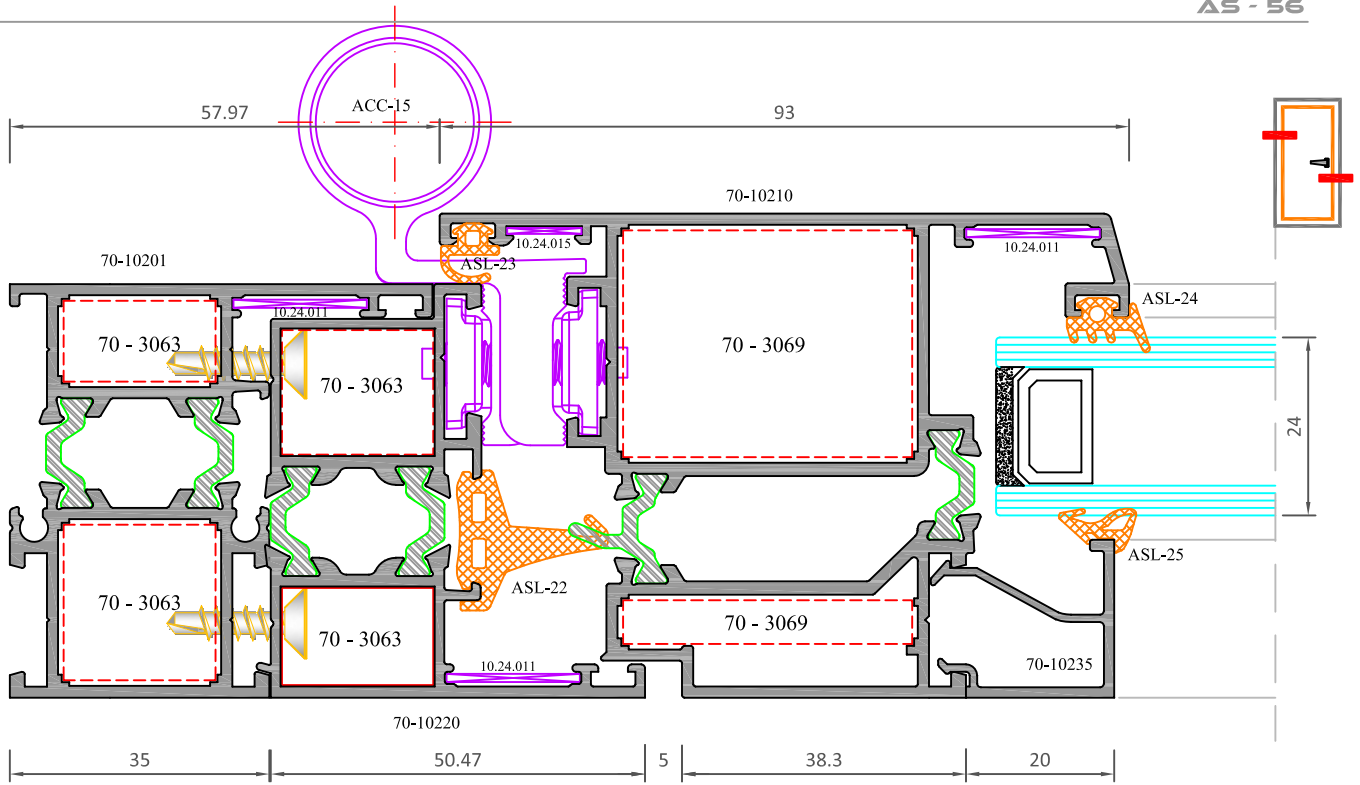 AS - 56
57.97
ACC-15
93
70-10210
70-10201
10.24.015
10.24.011
ASL-23
ASL-24
10.24.011
70 - 3063
70 - 3063
70 - 3069
24
ASL-25
ASL-22
70 - 3063
70 - 3063
70 - 3069
10.24.011
70-10235
70-10220
35
50.47
5
38.3
20